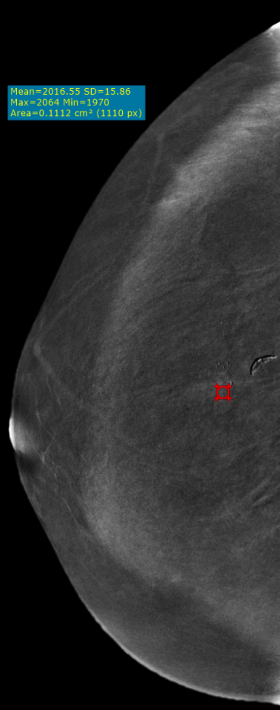 Mean=2016.55 SD=15.86
Max=2064 Min=1970
Area=0.1112 cm² (1110 px)